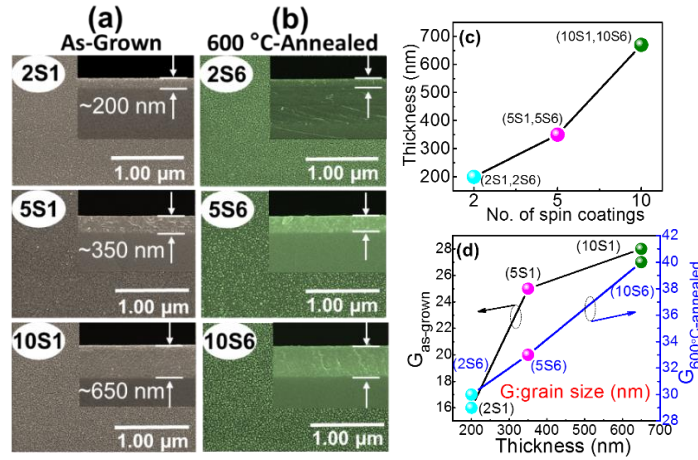 (a)
As-Grown
2S1
~200 nm
1.00 µm
5S1
~350 nm
1.00 µm
10S1
~650 nm
1.00 µm
(b)
600 °C-Annealed
2S6
1.00 µm
5S6
1.00 µm
10S6
1.00 µm
(c)
Thickness (nm)
700
600
500
400
300
200
(10S1,10S6)
(5S1,5S6)
(2S1,2S6)
2
5
10
No. of spin coatings
(d)
G as-grown
28
26
24
22
20
18
16
(10S1)
(5S1)
(10S6)
(2S6)
(5S6)
(2S1)
G:grain size (nm)
42
40
38
36
34
32
30
28
G 600°C-annealed
200
300
400
500
600
700
Thickness (nm)